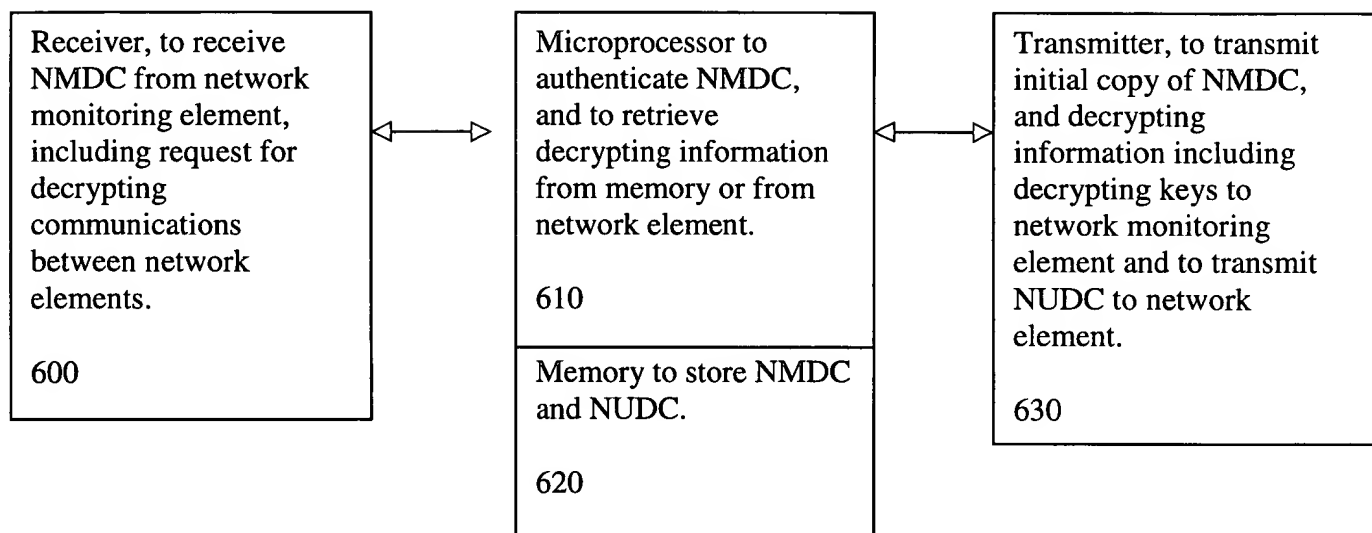 Receiver, to receive
NMDC from network
monitoring element,
including request for
decrypting
communications
between network
elements.
600
Microprocessor to
authenticate NMDC,
and to retrieve
decrypting information
from memory or from
network element.
610
Memory to store NMDC
and NUDC.
620
Transmitter, to transmit
initial copy of NMDC,
and decrypting
information including
decrypting keys to
network monitoring
element and to transmit
NUDC to network
element.
630